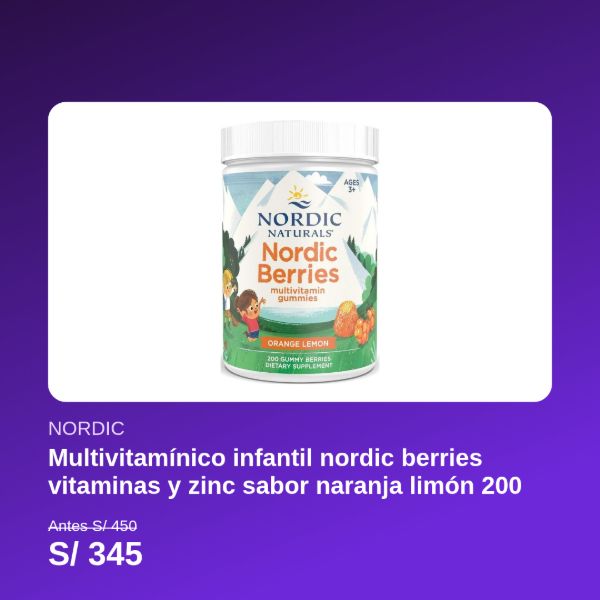 AGES
3+
NORDIC
NATURALS®
Nordic
Berries
multivitamin
gummies
ORANGE LEMON
200 GUMMY BERRIES
DIETARY SUPPLEMENT
NORDIC
Multivitamínico infantil nordic berries
vitaminas y zinc sabor naranja limón 200
Antes S/ 450
S/ 345